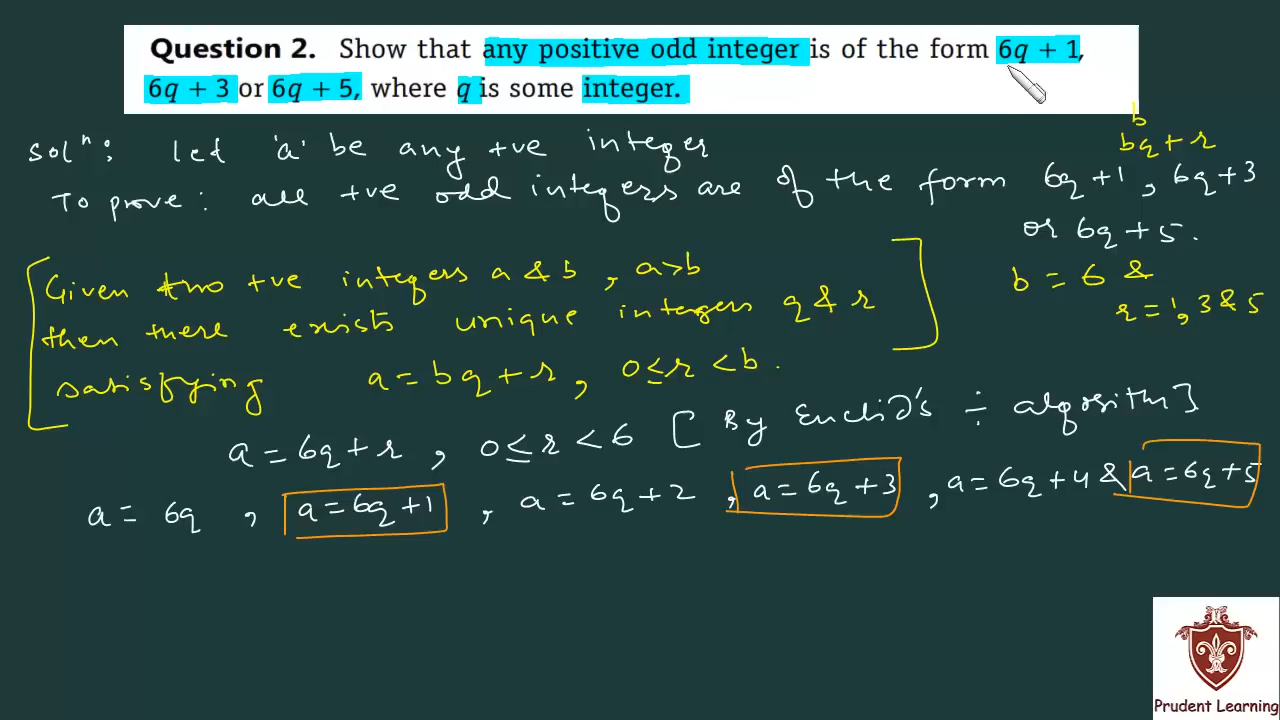 Question 2. Show that any positive odd integer is of the form 6q + 1,
6q + 3 or 6q + 5, where q is some integer.
b
bq + r
Solⁿ: Let 'a' be any +ve integer
To prove: all +ve odd integers are of the form 6q+1, 6q+3
or 6q+5.
[Given two +ve integers a & b, a>b
then there exists unique integers q & r
satisfying a = bq + r, 0≤r<b.]
b = 6 &
r = 1, 3 & 5
a = 6q + r, 0≤r<6 [By Euclid's ÷ algorithm]
a = 6q, a = 6q+1, a = 6q+2, a = 6q+3, a = 6q+4 & a = 6q+5
Prudent Learning